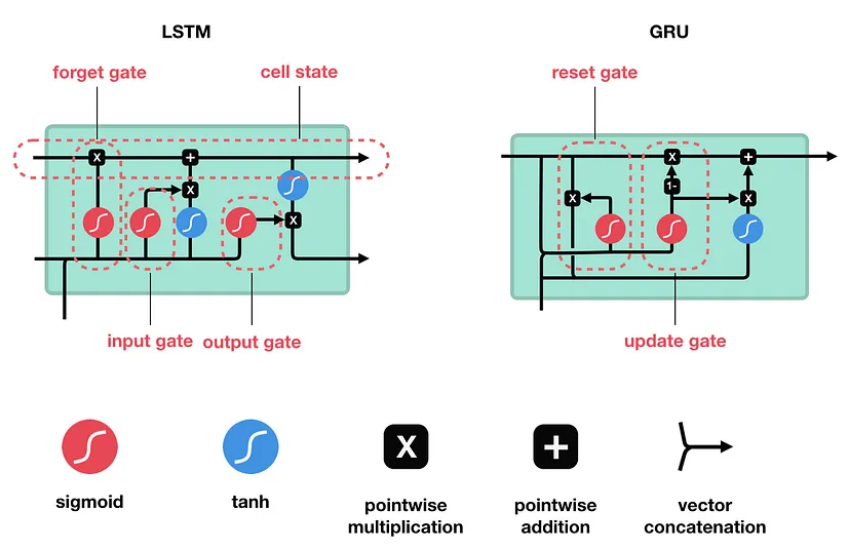 LSTM
GRU
forget gate
cell state
reset gate
X
+
X
X
X
+
1-
X
X
input gate
output gate
update gate
X
+
sigmoid
tanh
pointwise
multiplication
pointwise
addition
vector
concatenation